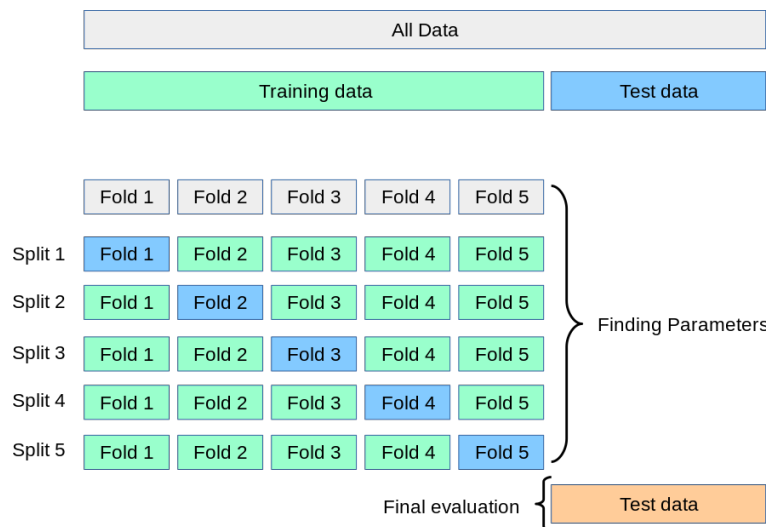 All Data
Training data Test data
Fold 1 Fold 2 Fold 3 Fold 4 Fold 5
Split 1 Fold 1 Fold 2 Fold 3 Fold 4 Fold 5
Split 2 Fold 1 Fold 2 Fold 3 Fold 4 Fold 5
Finding Parameters
Split 3 Fold 1 Fold 2 Fold 3 Fold 4 Fold 5
Split 4 Fold 1 Fold 2 Fold 3 Fold 4 Fold 5
Split 5 Fold 1 Fold 2 Fold 3 Fold 4 Fold 5
Final evaluation Test data